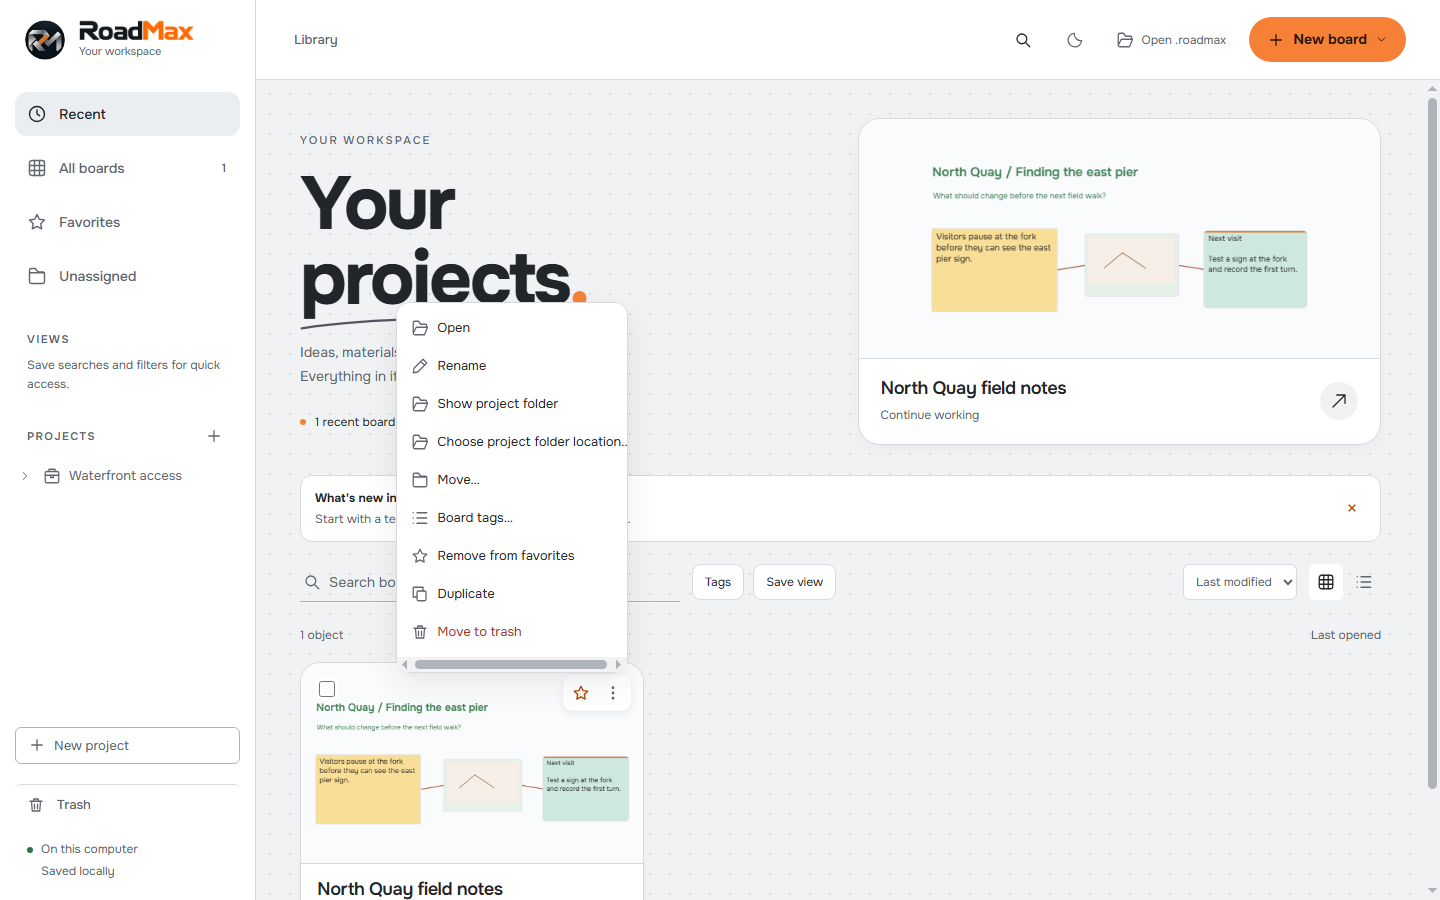 RoadMax
Your workspace
Recent
All boards 1
Favorites
Unassigned
VIEWS
Save searches and filters for quick
access.
PROJECTS
Waterfront access
New project
Trash
On this computer
Saved locally
Library
Open .roadmax
New board
YOUR WORKSPACE
Your
projects.
Ideas, materials
Everything in it
1 recent board
North Quay / Finding the east pier
What should change before the next field walk?
Visitors pause at the fork
before they can see the east
pier sign.
Next visit
Test a sign at the fork
and record the first turn.
North Quay field notes
Continue working
Open
Rename
Show project folder
Choose project folder location..
Move...
Board tags...
Remove from favorites
Duplicate
Move to trash
What's new in
Start with a te
Search bo
Tags
Save view
Last modified
1 object
Last opened
North Quay / Finding the east pier
What should change before the next field walk?
Visitors pause at the fork
before they can see the east
pier sign.
Next visit
Test a sign at the fork
and record the first turn.
North Quay field notes